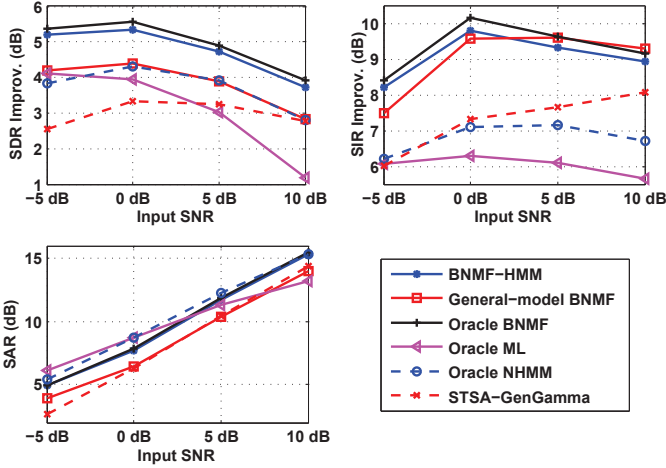 SDR Improv. (dB)
6
5
4
3
2
1
−5 dB 0 dB 5 dB 10 dB
Input SNR
SIR Improv. (dB)
10
9
8
7
6
−5 dB 0 dB 5 dB 10 dB
Input SNR
SAR (dB)
15
10
5
−5 dB 0 dB 5 dB 10 dB
Input SNR
BNMF−HMM
General−model BNMF
Oracle BNMF
Oracle ML
Oracle NHMM
STSA−GenGamma